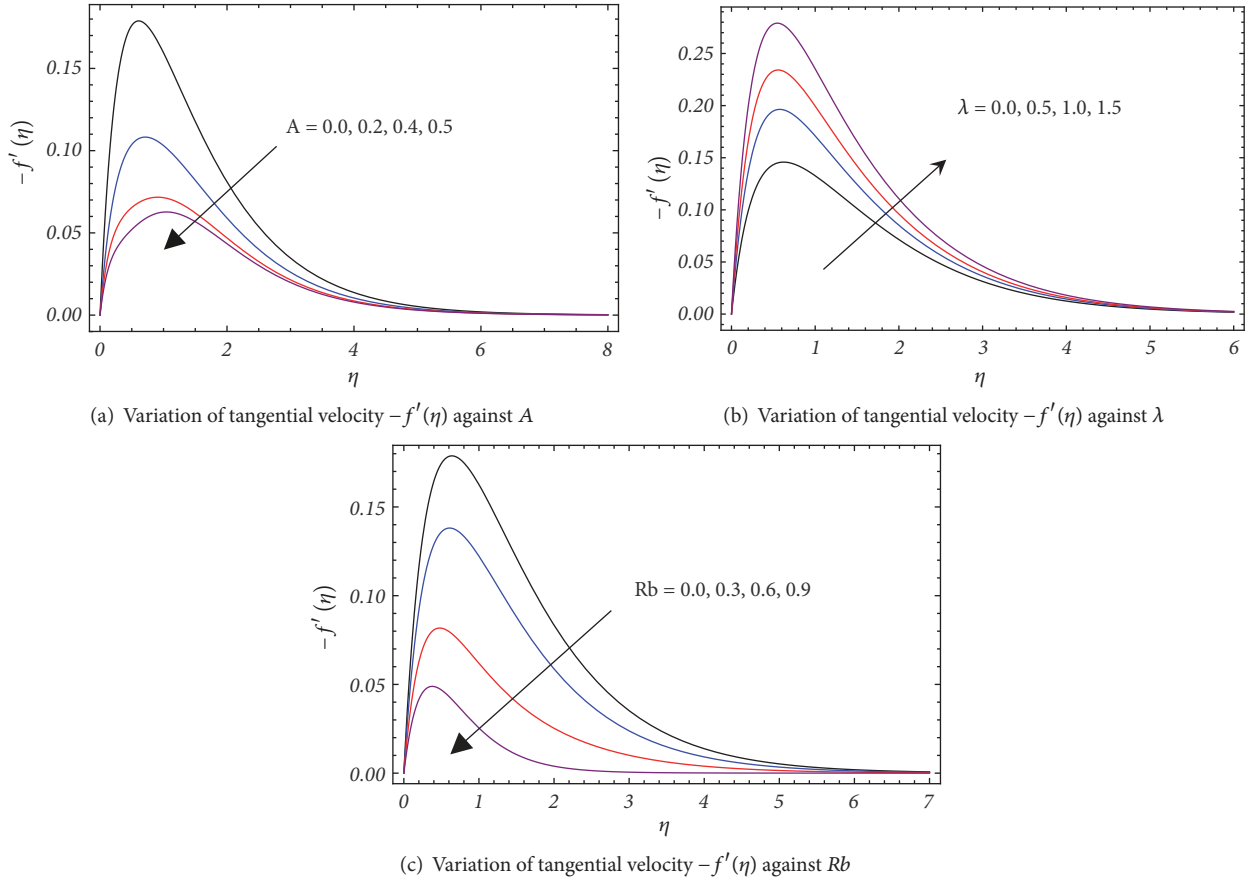 0.15
0.10
0.05
0.00
−f′(η)
A = 0.0, 0.2, 0.4, 0.5
0 2 4 6 8
η
(a) Variation of tangential velocity −f′(η) against A
0.25
0.20
0.15
0.10
0.05
0.00
−f′(η)
λ = 0.0, 0.5, 1.0, 1.5
0 1 2 3 4 5 6
η
(b) Variation of tangential velocity −f′(η) against λ
0.15
0.10
0.05
0.00
−f′(η)
Rb = 0.0, 0.3, 0.6, 0.9
0 1 2 3 4 5 6 7
η
(c) Variation of tangential velocity −f′(η) against Rb